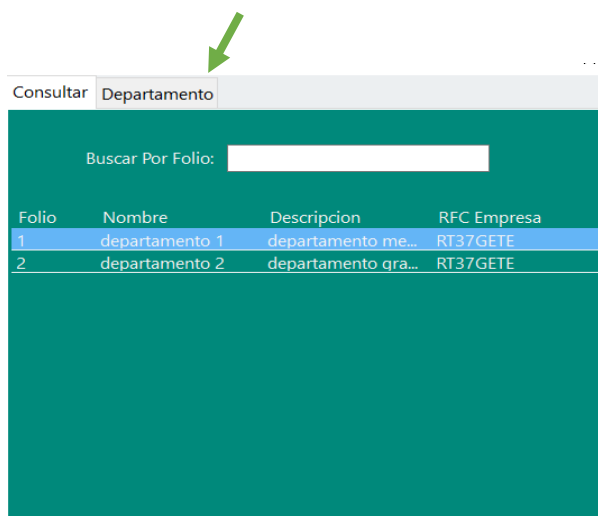 Consultar Departamento
Buscar Por Folio:
Folio Nombre Descripcion RFC Empresa
1 departamento 1 departamento me... RT37GETE
2 departamento 2 departamento gra... RT37GETE